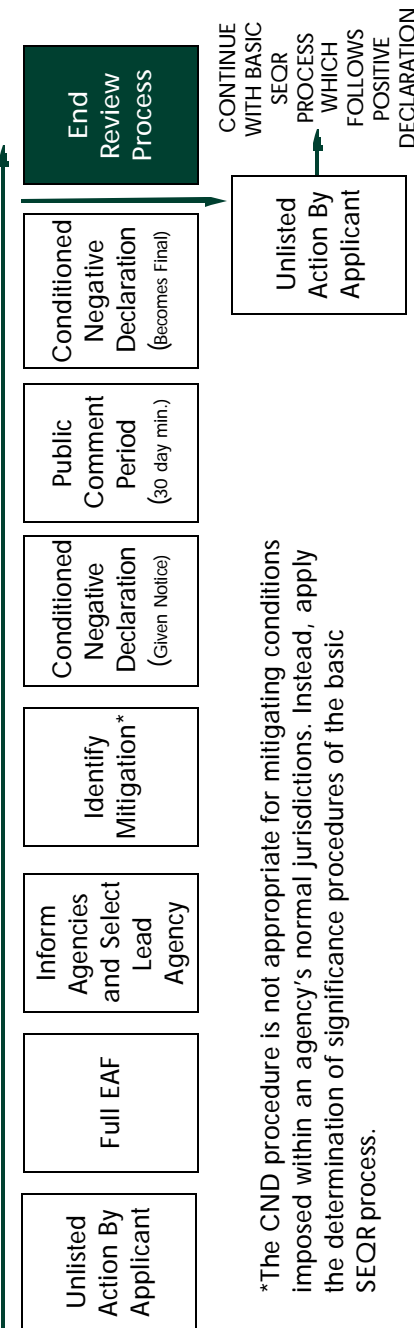 Unlisted
Action By
Applicant
Full EAF
Inform
Agencies
and Select
Lead
Agency
Identify
Mitigation*
Conditioned
Negative
Declaration
(Given Notice)
Public
Comment
Period
(30 day min.)
Conditioned
Negative
Declaration
(Becomes Final)
End
Review
Process
Unlisted
Action By
Applicant
CONTINUE
WITH BASIC
SEQR
PROCESS
WHICH
FOLLOWS
POSITIVE
DECLARATION
*The CND procedure is not appropriate for mitigating conditions
imposed within an agency's normal jurisdictions. Instead, apply
the determination of significance procedures of the basic
SEQR process.